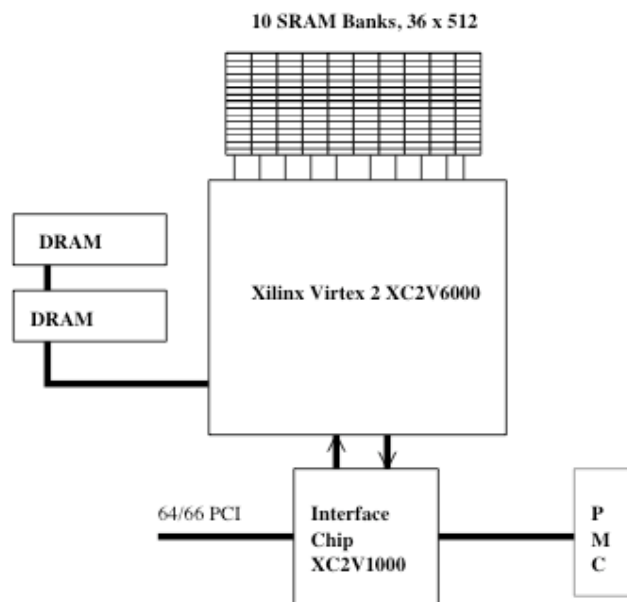 10 SRAM Banks, 36 x 512
DRAM
DRAM
Xilinx Virtex 2 XC2V6000
64/66 PCI
Interface
Chip
XC2V1000
P
M
C